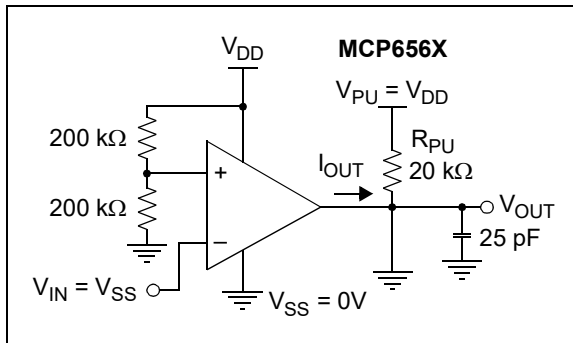 V_DD
MCP656X
V_PU = V_DD
200 kΩ
I_OUT
R_PU
20 kΩ
+
200 kΩ
−
V_OUT
25 pF
V_IN = V_SS
V_SS = 0V